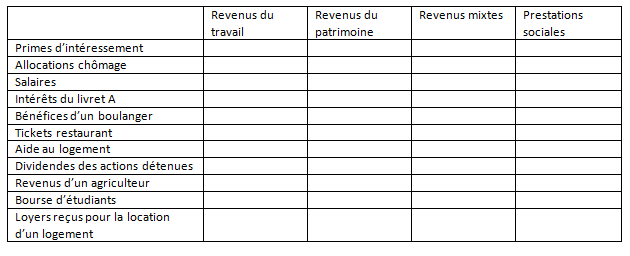 Revenus du travail
Revenus du patrimoine
Revenus mixtes
Prestations sociales
Primes d’intéressement
Allocations chômage
Salaires
Intérêts du livret A
Bénéfices d’un boulanger
Tickets restaurant
Aide au logement
Dividendes des actions détenues
Revenus d’un agriculteur
Bourse d’étudiants
Loyers reçus pour la location
d’un logement